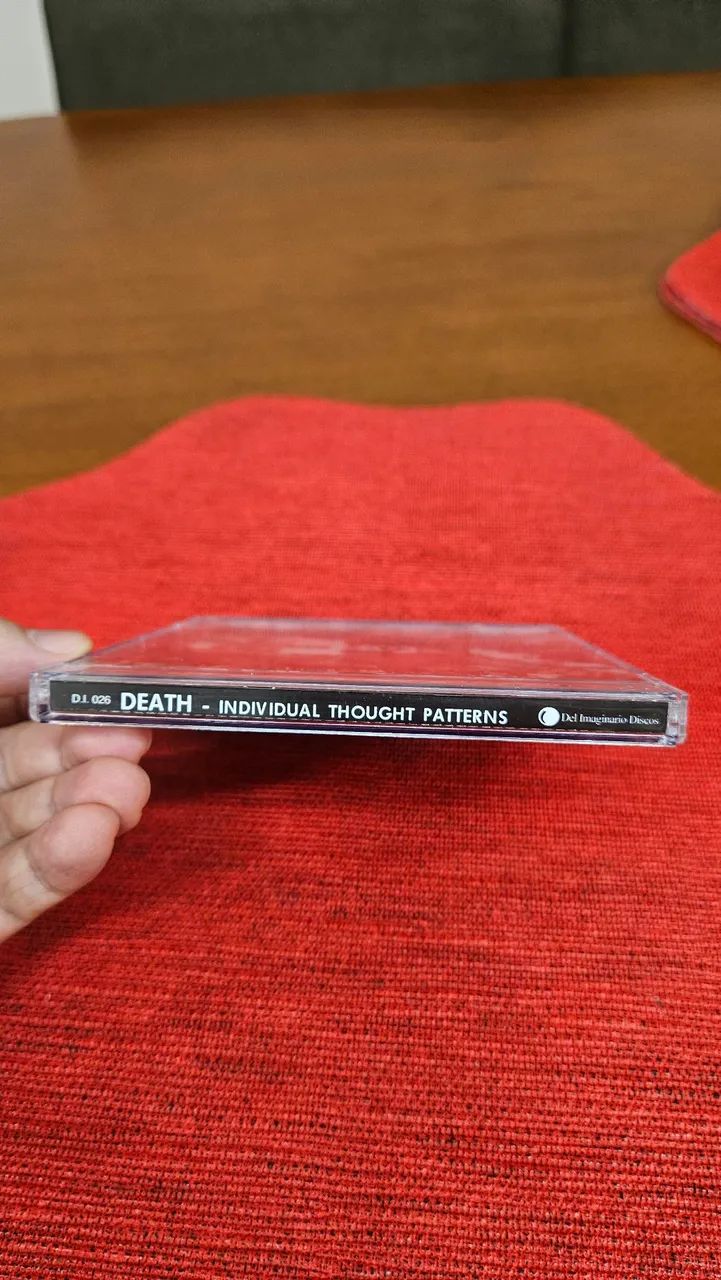 D.I. 026 DEATH - INDIVIDUAL THOUGHT PATTERNS Del Imaginario Discos